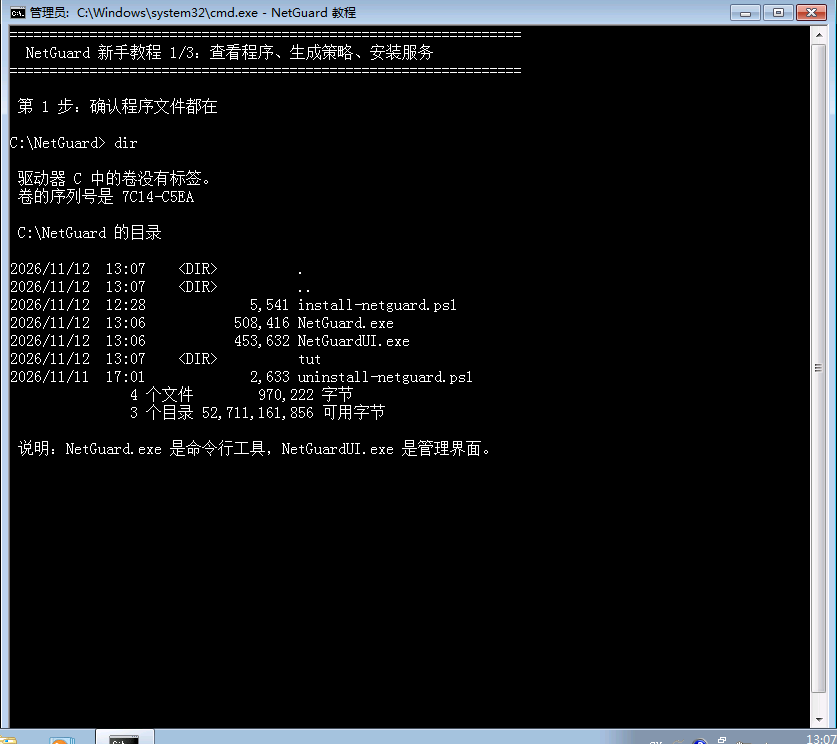 管理员: C:\Windows\system32\cmd.exe - NetGuard 教程
================================================================
NetGuard 新手教程 1/3：查看程序、生成策略、安装服务
================================================================
第 1 步：确认程序文件都在
C:\NetGuard> dir
驱动器 C 中的卷没有标签。
卷的序列号是 7C14-C5EA
C:\NetGuard 的目录
2026/11/12  13:07    <DIR>          .
2026/11/12  13:07    <DIR>          ..
2026/11/12  12:28             5,541 install-netguard.ps1
2026/11/12  13:06           508,416 NetGuard.exe
2026/11/12  13:06           453,632 NetGuardUI.exe
2026/11/12  13:07    <DIR>          tut
2026/11/11  17:01             2,633 uninstall-netguard.ps1
4 个文件        970,222 字节
3 个目录 52,711,161,856 可用字节
说明：NetGuard.exe 是命令行工具，NetGuardUI.exe 是管理界面。
13:07